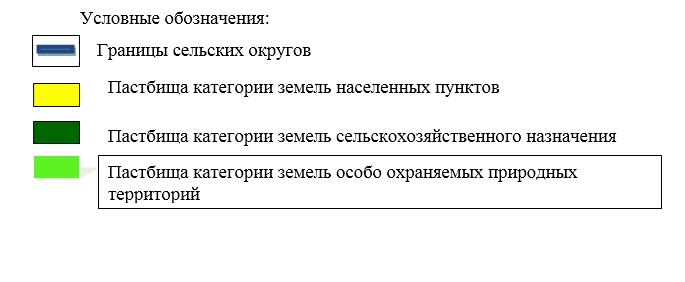 Условные обозначения:
Границы сельских округов
Пастбища категории земель населенных пунктов
Пастбища категории земель сельскохозяйственного назначения
Пастбища категории земель особо охраняемых природных
территорий